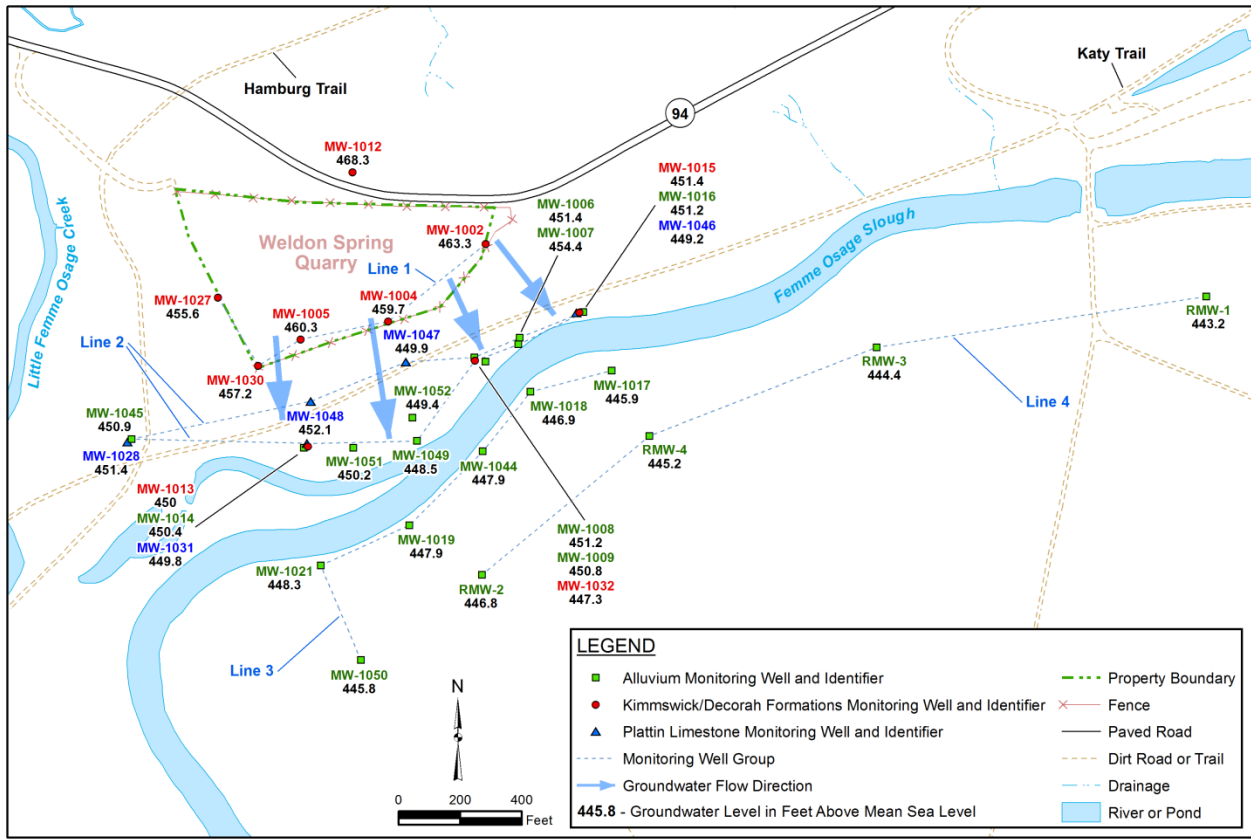 Hamburg Trail
Katy Trail
94
MW-1012
468.3
MW-1015
451.4
MW-1016
451.2
MW-1046
449.2
MW-1006
451.4
MW-1007
454.4
MW-1002
463.3
Weldon Spring
Quarry
Line 1
Little Femme Osage Creek
Femme Osage Slough
MW-1027
455.6
MW-1005
460.3
MW-1004
459.7
MW-1047
449.9
RMW-1
443.2
Line 2
MW-1030
457.2
RMW-3
444.4
MW-1017
445.9
MW-1052
449.4
MW-1018
446.9
Line 4
MW-1045
450.9
MW-1028
451.4
MW-1048
452.1
MW-1051
450.2
MW-1049
448.5
MW-1044
447.9
RMW-4
445.2
MW-1013
450
MW-1014
450.4
MW-1031
449.8
MW-1008
451.2
MW-1009
450.8
MW-1032
447.3
MW-1019
447.9
MW-1021
448.3
RMW-2
446.8
Line 3
MW-1050
445.8
N
0 200 400
Feet
LEGEND
Alluvium Monitoring Well and Identifier
Kimmswick/Decorah Formations Monitoring Well and Identifier
Plattin Limestone Monitoring Well and Identifier
Monitoring Well Group
Groundwater Flow Direction
445.8 - Groundwater Level in Feet Above Mean Sea Level
Property Boundary
Fence
Paved Road
Dirt Road or Trail
Drainage
River or Pond